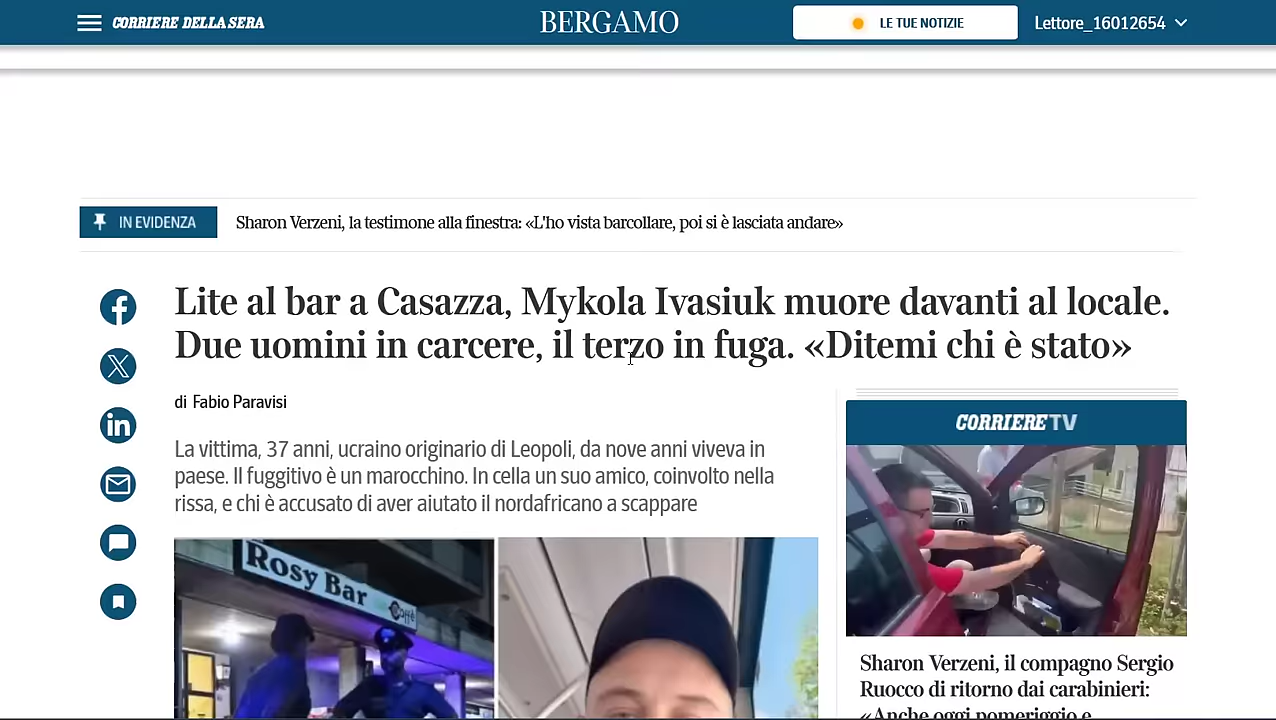 CORRIERE DELLA SERA
BERGAMO
LE TUE NOTIZIE
Lettore_16012654
IN EVIDENZA
Sharon Verzeni, la testimone alla finestra: «L'ho vista barcollare, poi si è lasciata andare»
Lite al bar a Casazza, Mykola Ivasiuk muore davanti al locale.
Due uomini in carcere, il terzo in fuga. «Ditemi chi è stato»
di Fabio Paravisi
La vittima, 37 anni, ucraino originario di Leopoli, da nove anni viveva in
paese. Il fuggitivo è un marocchino. In cella un suo amico, coinvolto nella
rissa, e chi è accusato di aver aiutato il nordafricano a scappare
Rosy Bar
Caffè
CORRIERE TV
Sharon Verzeni, il compagno Sergio
Ruocco di ritorno dai carabinieri:
«Anche oggi pomeriggio e